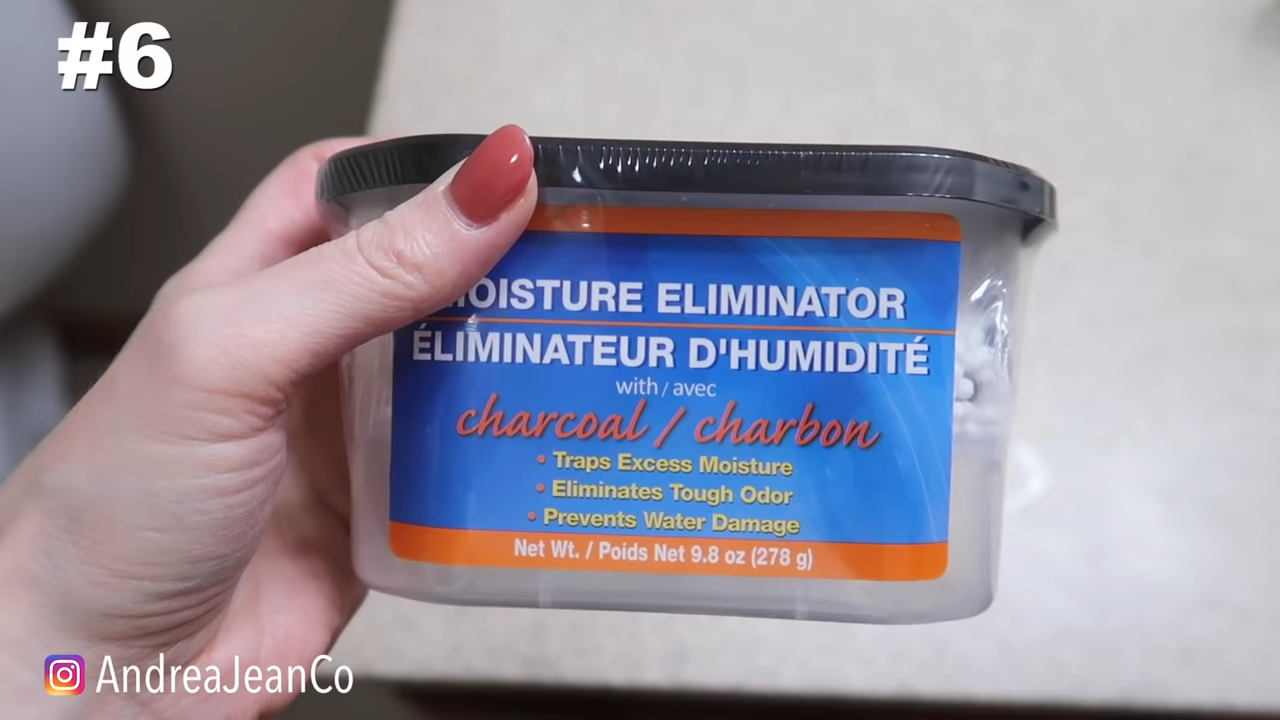 #6
MOISTURE ELIMINATOR
ÉLIMINATEUR D'HUMIDITÉ
with / avec
charcoal / charbon
• Traps Excess Moisture
• Eliminates Tough Odor
• Prevents Water Damage
Net Wt. / Poids Net 9.8 oz (278 g)
AndreaJeanCo